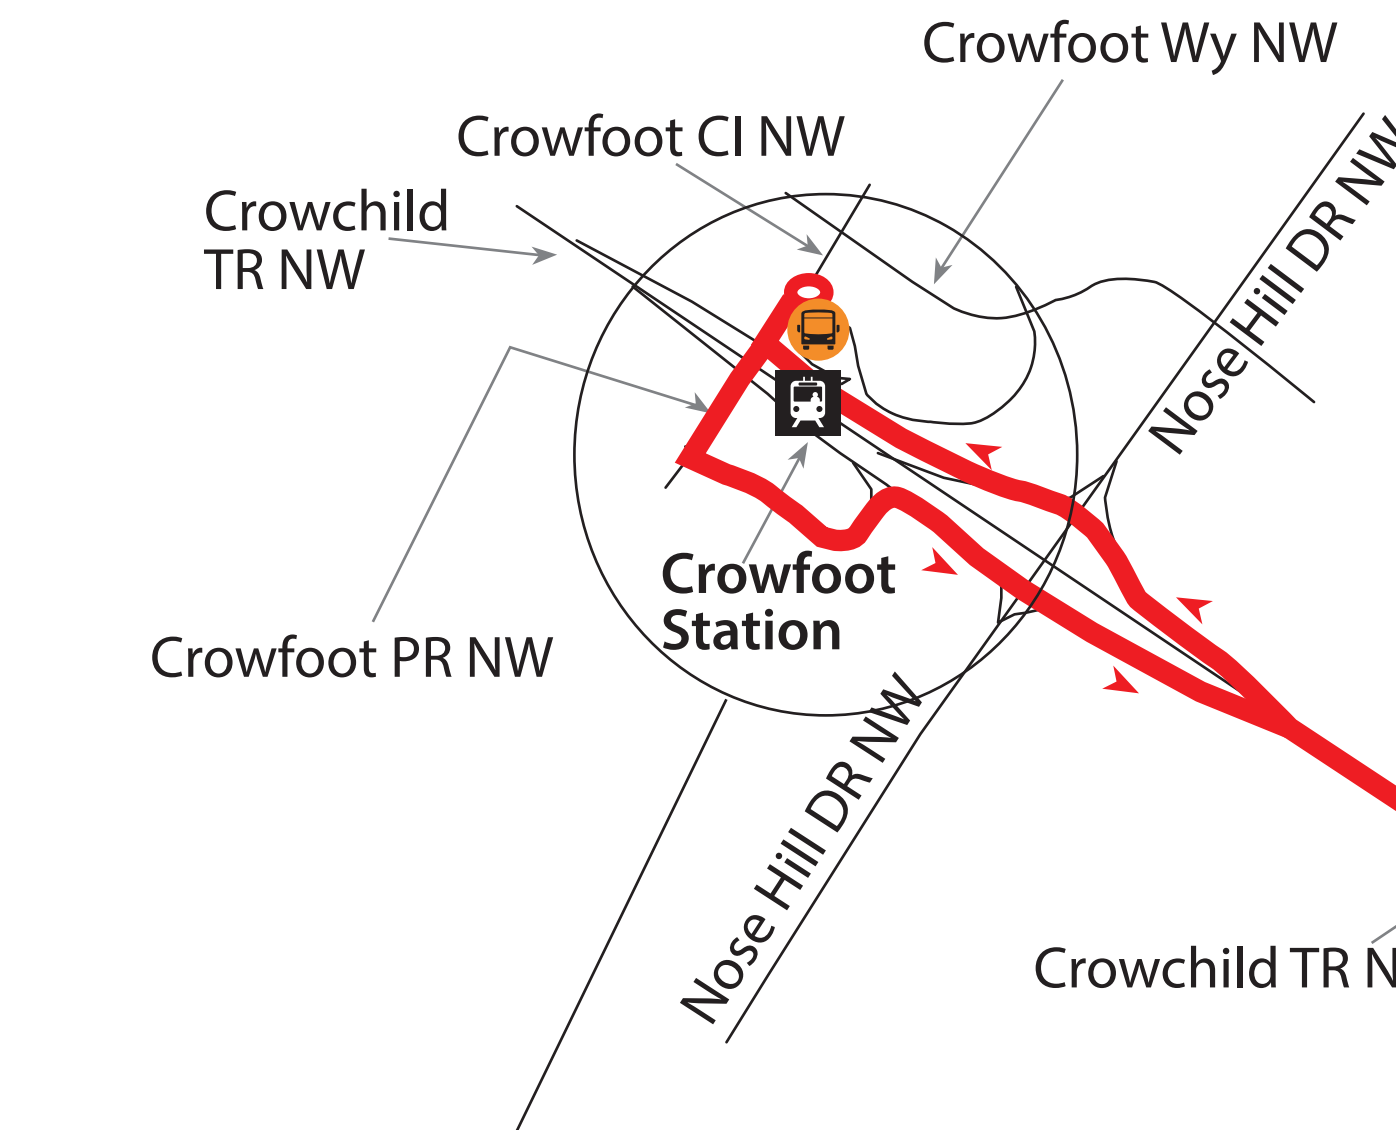 Crowfoot Wy NW
Crowfoot CI NW
Crowchild
TR NW
Nose Hill DR NW
Crowfoot
Station
Crowfoot PR NW
Nose Hill DR NW
Crowchild TR N